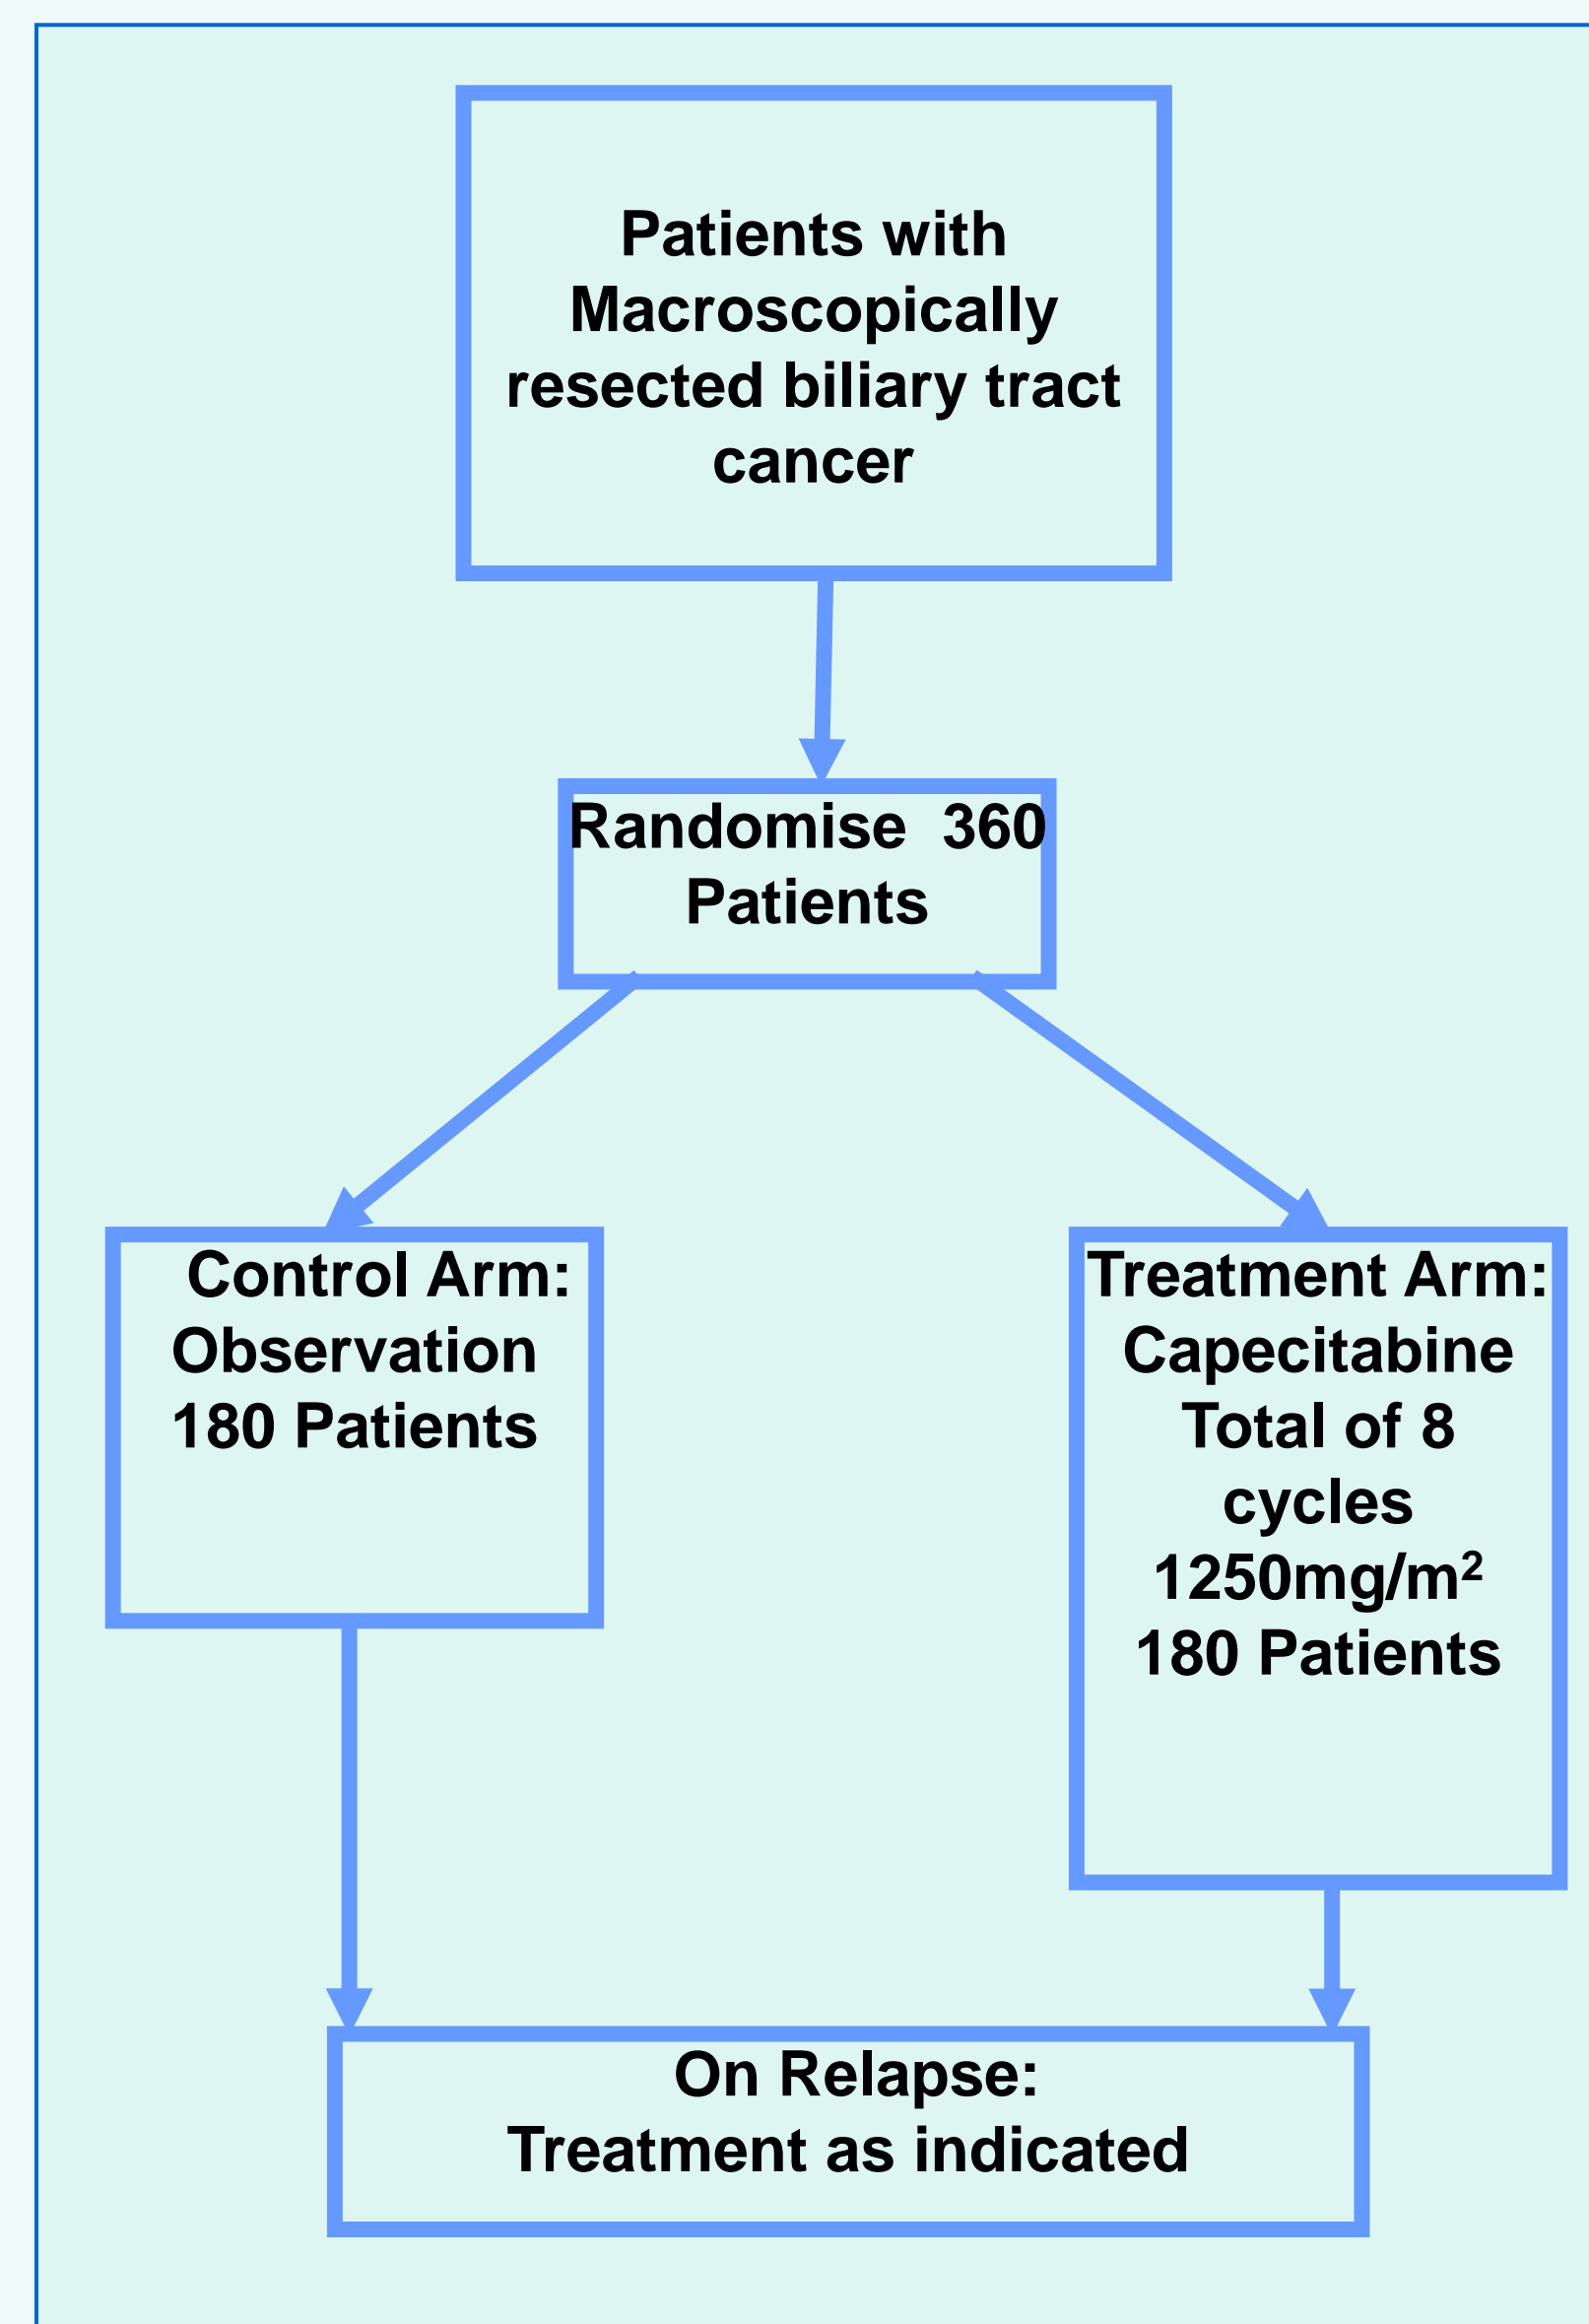 Patients with
Macroscopically
resected biliary tract
cancer
Randomise 360
Patients
Control Arm:
Observation
180 Patients
Treatment Arm:
Capecitabine
Total of 8
cycles
1250mg/m²
180 Patients
On Relapse:
Treatment as indicated